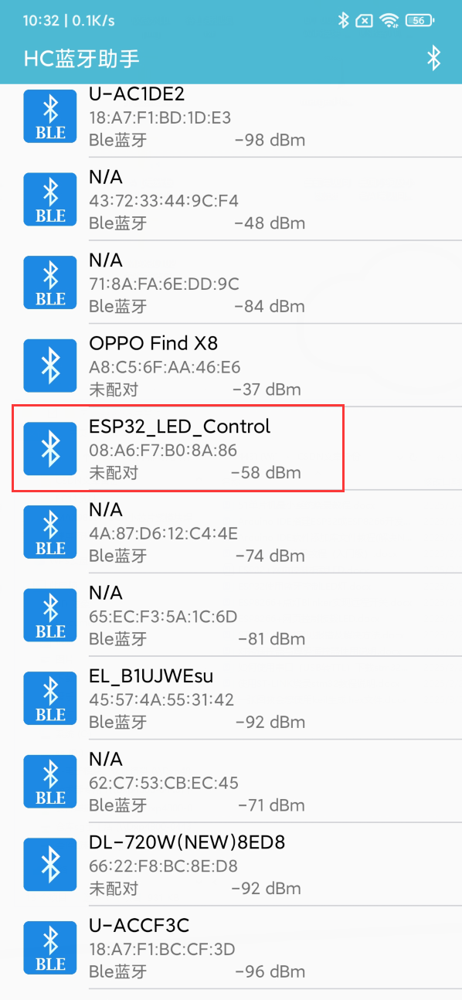 10:32 | 0.1K/s
56
HC蓝牙助手
U-AC1DE2
18:A7:F1:BD:1D:E3
BLE
Ble蓝牙 -98 dBm
N/A
43:72:33:44:9C:F4
BLE
Ble蓝牙 -48 dBm
N/A
71:8A:FA:6E:DD:9C
BLE
Ble蓝牙 -84 dBm
OPPO Find X8
A8:C5:6F:AA:46:E6
未配对 -37 dBm
ESP32_LED_Control
08:A6:F7:B0:8A:86
未配对 -58 dBm
N/A
4A:87:D6:12:C4:4E
BLE
Ble蓝牙 -74 dBm
N/A
65:EC:F3:5A:1C:6D
BLE
Ble蓝牙 -81 dBm
EL_B1UJWEsu
45:57:4A:55:31:42
BLE
Ble蓝牙 -92 dBm
N/A
62:C7:53:CB:EC:45
BLE
Ble蓝牙 -71 dBm
DL-720W(NEW)8ED8
66:22:F8:BC:8E:D8
未配对 -92 dBm
U-ACCF3C
18:A7:F1:BC:CF:3D
BLE
Ble蓝牙 -96 dBm